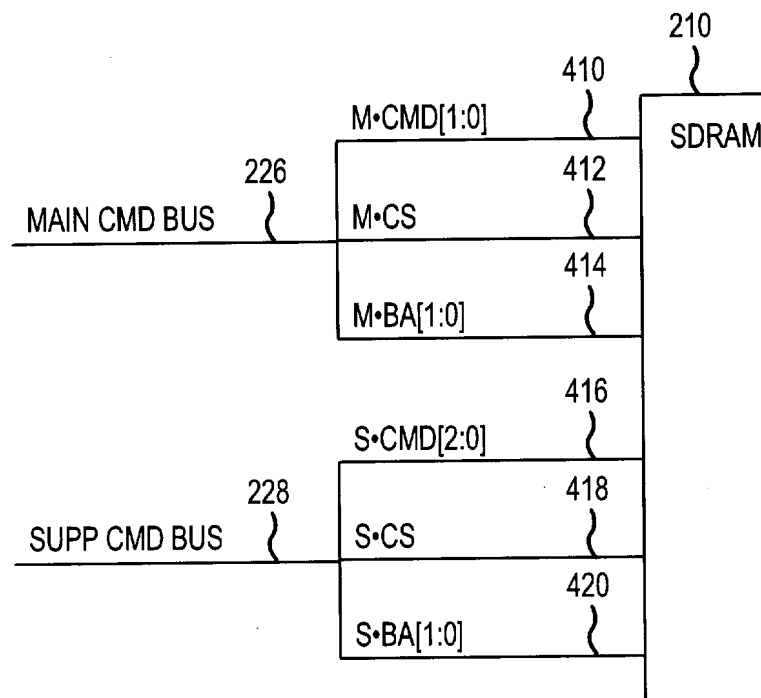 210
410
M•CMD[1:0]
SDRAM
226
412
MAIN CMD BUS
M•CS
414
M•BA[1:0]
416
S•CMD[2:0]
228
418
SUPP CMD BUS
S•CS
420
S•BA[1:0]